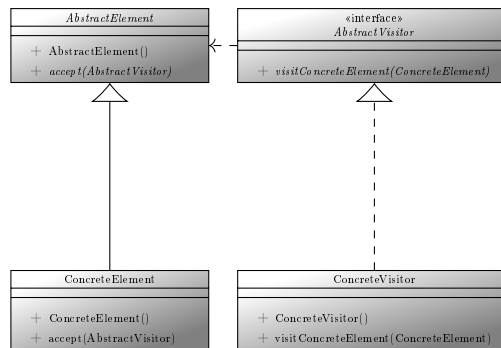 AbstractElement
+ AbstractElement()
+ accept(AbstractVisitor)
«interface»
AbstractVisitor
+ visitConcreteElement(ConcreteElement)
ConcreteElement
+ ConcreteElement()
+ accept(AbstractVisitor)
ConcreteVisitor
+ ConcreteVisitor()
+ visitConcreteElement(ConcreteElement)